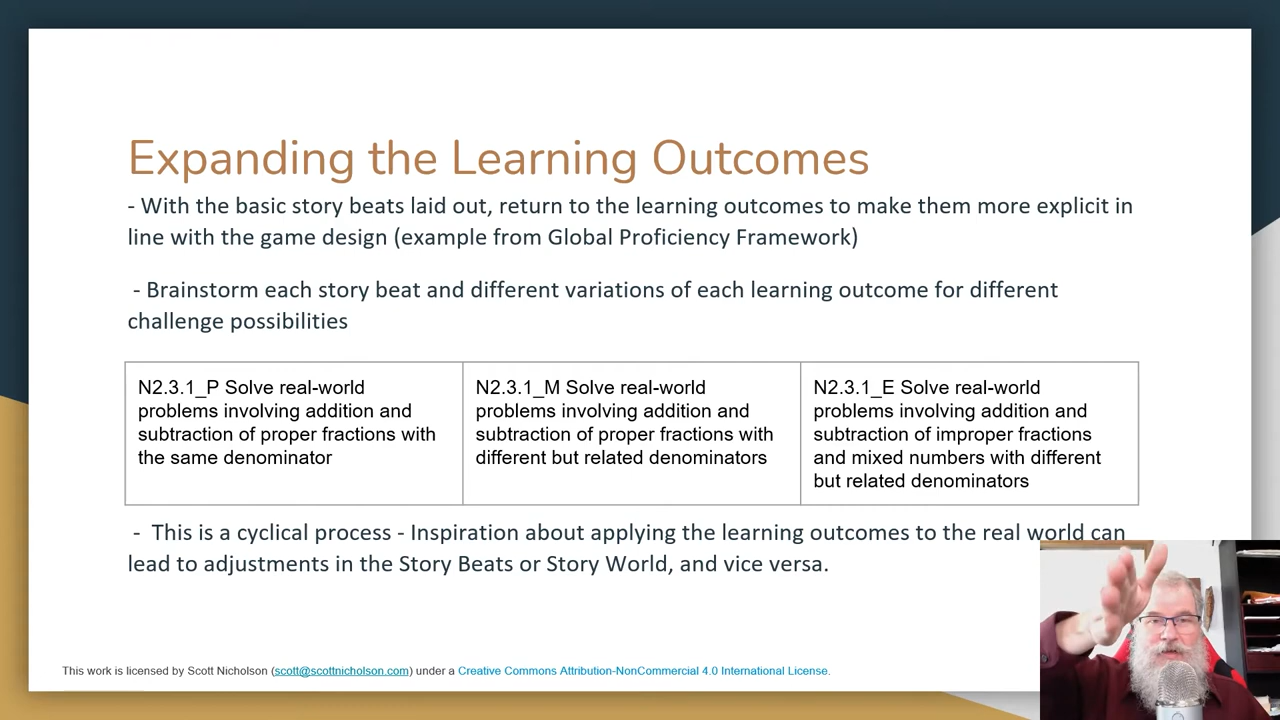 Expanding the Learning Outcomes
- With the basic story beats laid out, return to the learning outcomes to make them more explicit in
line with the game design (example from Global Proficiency Framework)
- Brainstorm each story beat and different variations of each learning outcome for different
challenge possibilities
N2.3.1_P Solve real-world
problems involving addition and
subtraction of proper fractions with
the same denominator
N2.3.1_M Solve real-world
problems involving addition and
subtraction of proper fractions with
different but related denominators
N2.3.1_E Solve real-world
problems involving addition and
subtraction of improper fractions
and mixed numbers with different
but related denominators
- This is a cyclical process - Inspiration about applying the learning outcomes to the real world can
lead to adjustments in the Story Beats or Story World, and vice versa.
This work is licensed by Scott Nicholson (scott@scottnicholson.com) under a Creative Commons Attribution-NonCommercial 4.0 International License.